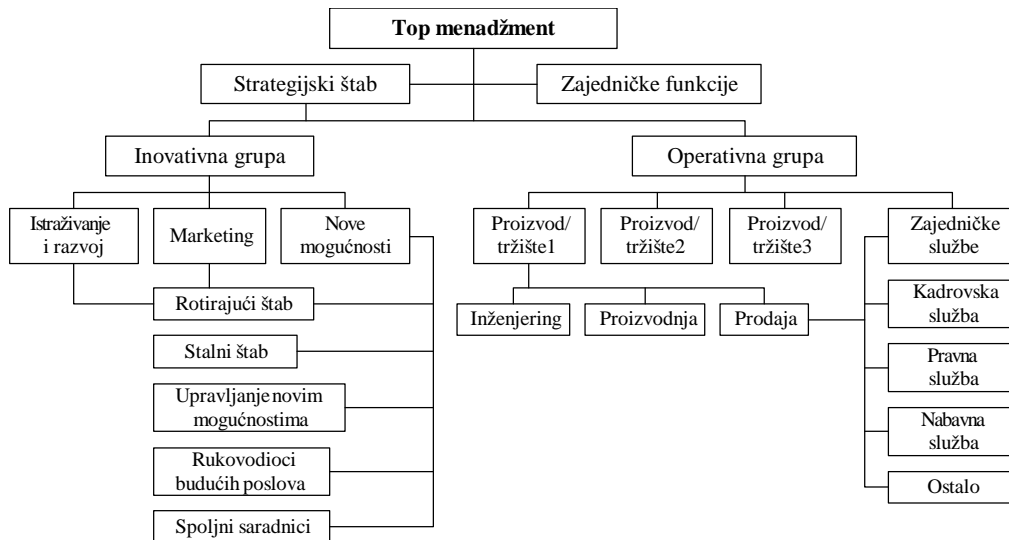 Top menadžment
Strategijski štab
Zajedničke funkcije
Inovativna grupa
Operativna grupa
Istraživanje
i razvoj
Marketing
Nove
mogućnosti
Proizvod/
tržište1
Proizvod/
tržište2
Proizvod/
tržište3
Zajedničke
službe
Rotirajući štab
Inženjering
Proizvodnja
Prodaja
Kadrovska
služba
Stalni štab
Pravna
služba
Upravljanje novim
mogućnostima
Nabavna
služba
Rukovodioci
budućih poslova
Ostalo
Spoljni saradnici